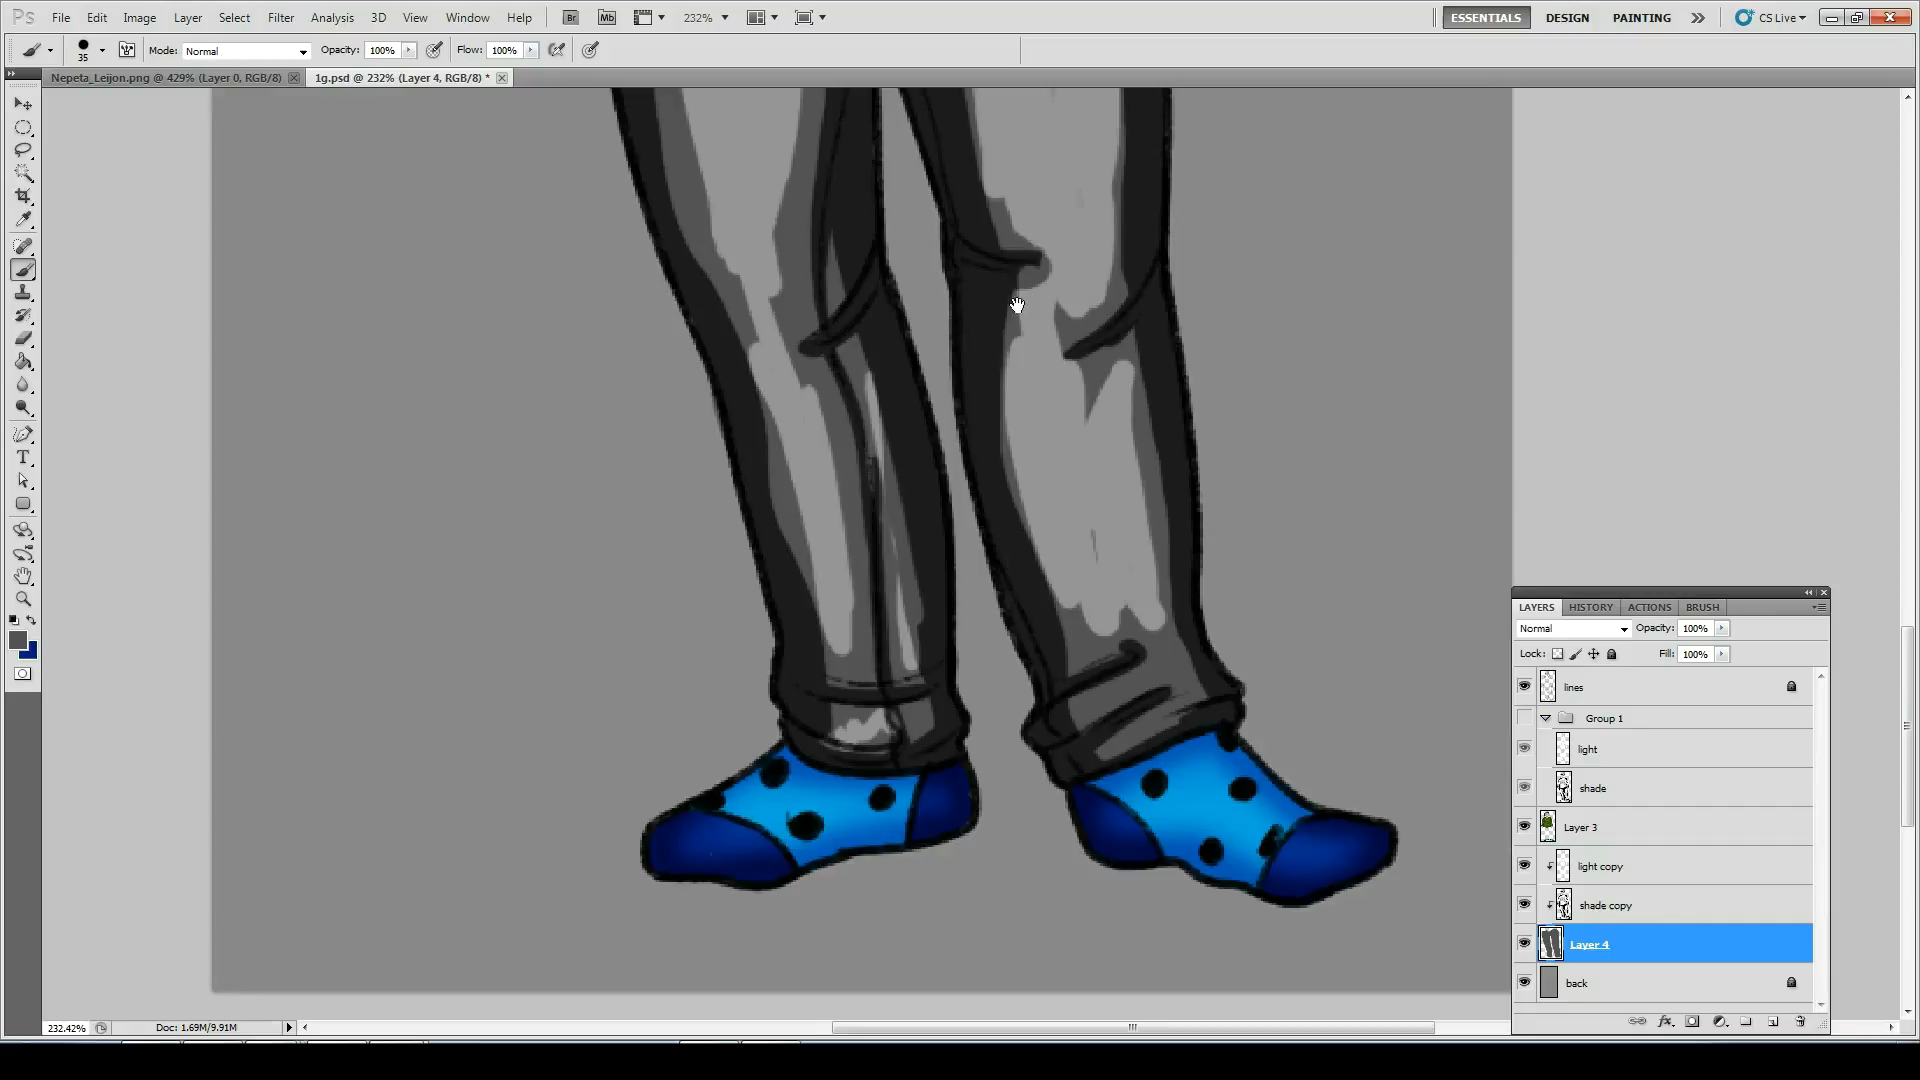 Ps File Edit Image Layer Select Filter Analysis 3D View Window Help Br Mb 232% ESSENTIALS DESIGN PAINTING CS Live
35 Mode: Normal Opacity: 100% Flow: 100%
Nepeta_Leijon.png @ 429% (Layer 0, RGB/8) 1g.psd @ 232% (Layer 4, RGB/8) *
LAYERS HISTORY ACTIONS BRUSH
Normal Opacity: 100%
Lock: Fill: 100%
lines
Group 1
light
shade
Layer 3
light copy
shade copy
Layer 4
back
fx
232.42% Doc: 1.69M/9.91M